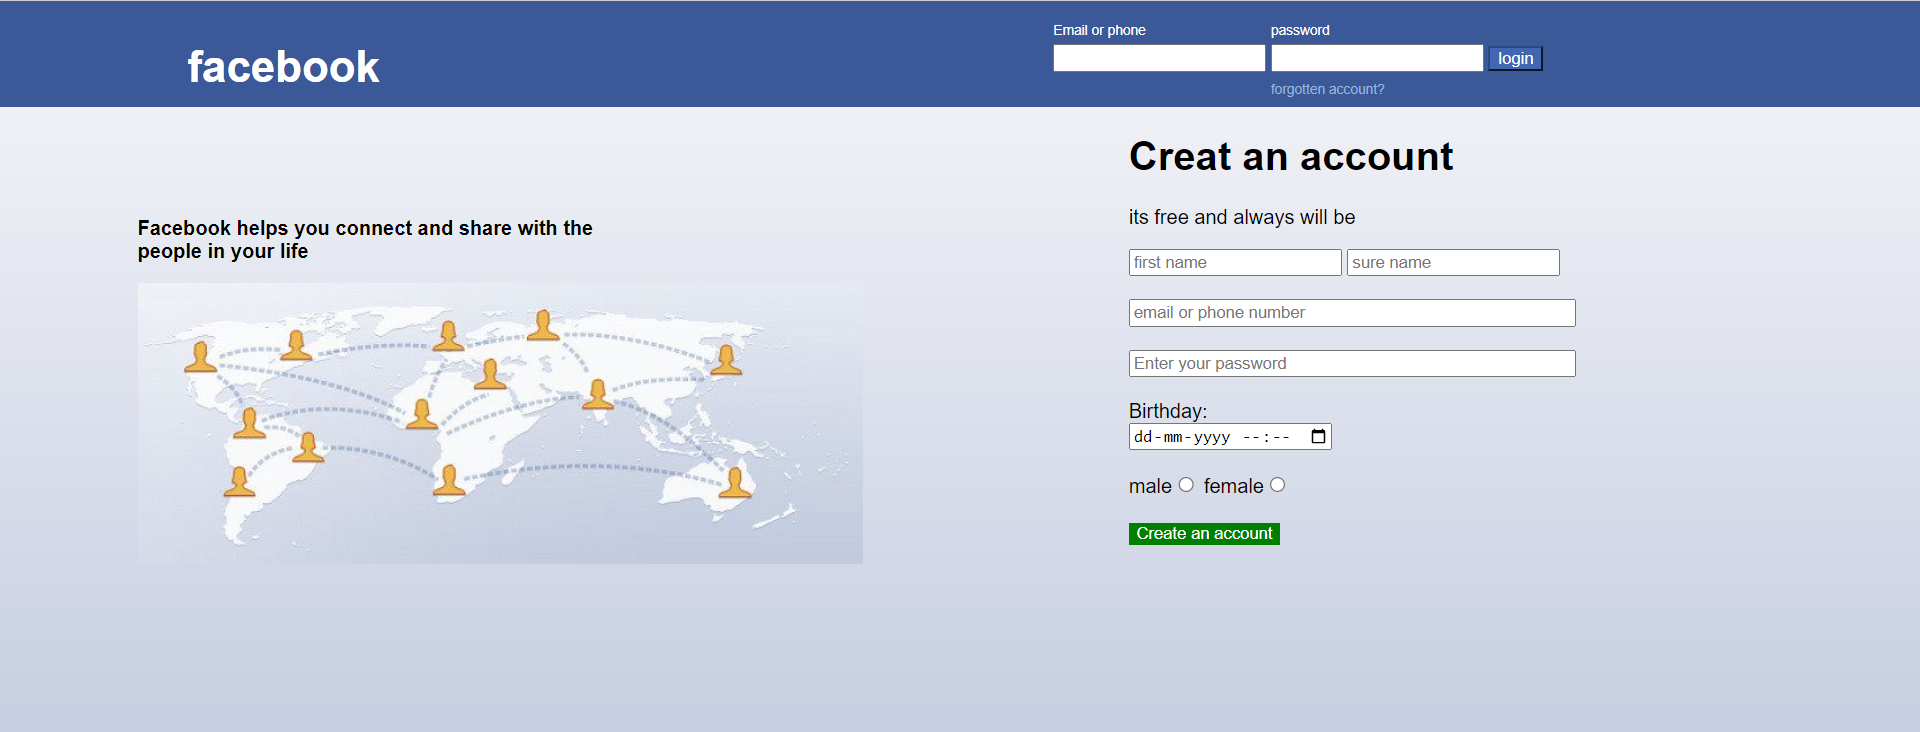 facebook
Email or phone
password
login
forgotten account?
Facebook helps you connect and share with the
people in your life
Creat an account
its free and always will be
first name
sure name
email or phone number
Enter your password
Birthday:
dd-mm-yyyy --:--
male
female
Create an account